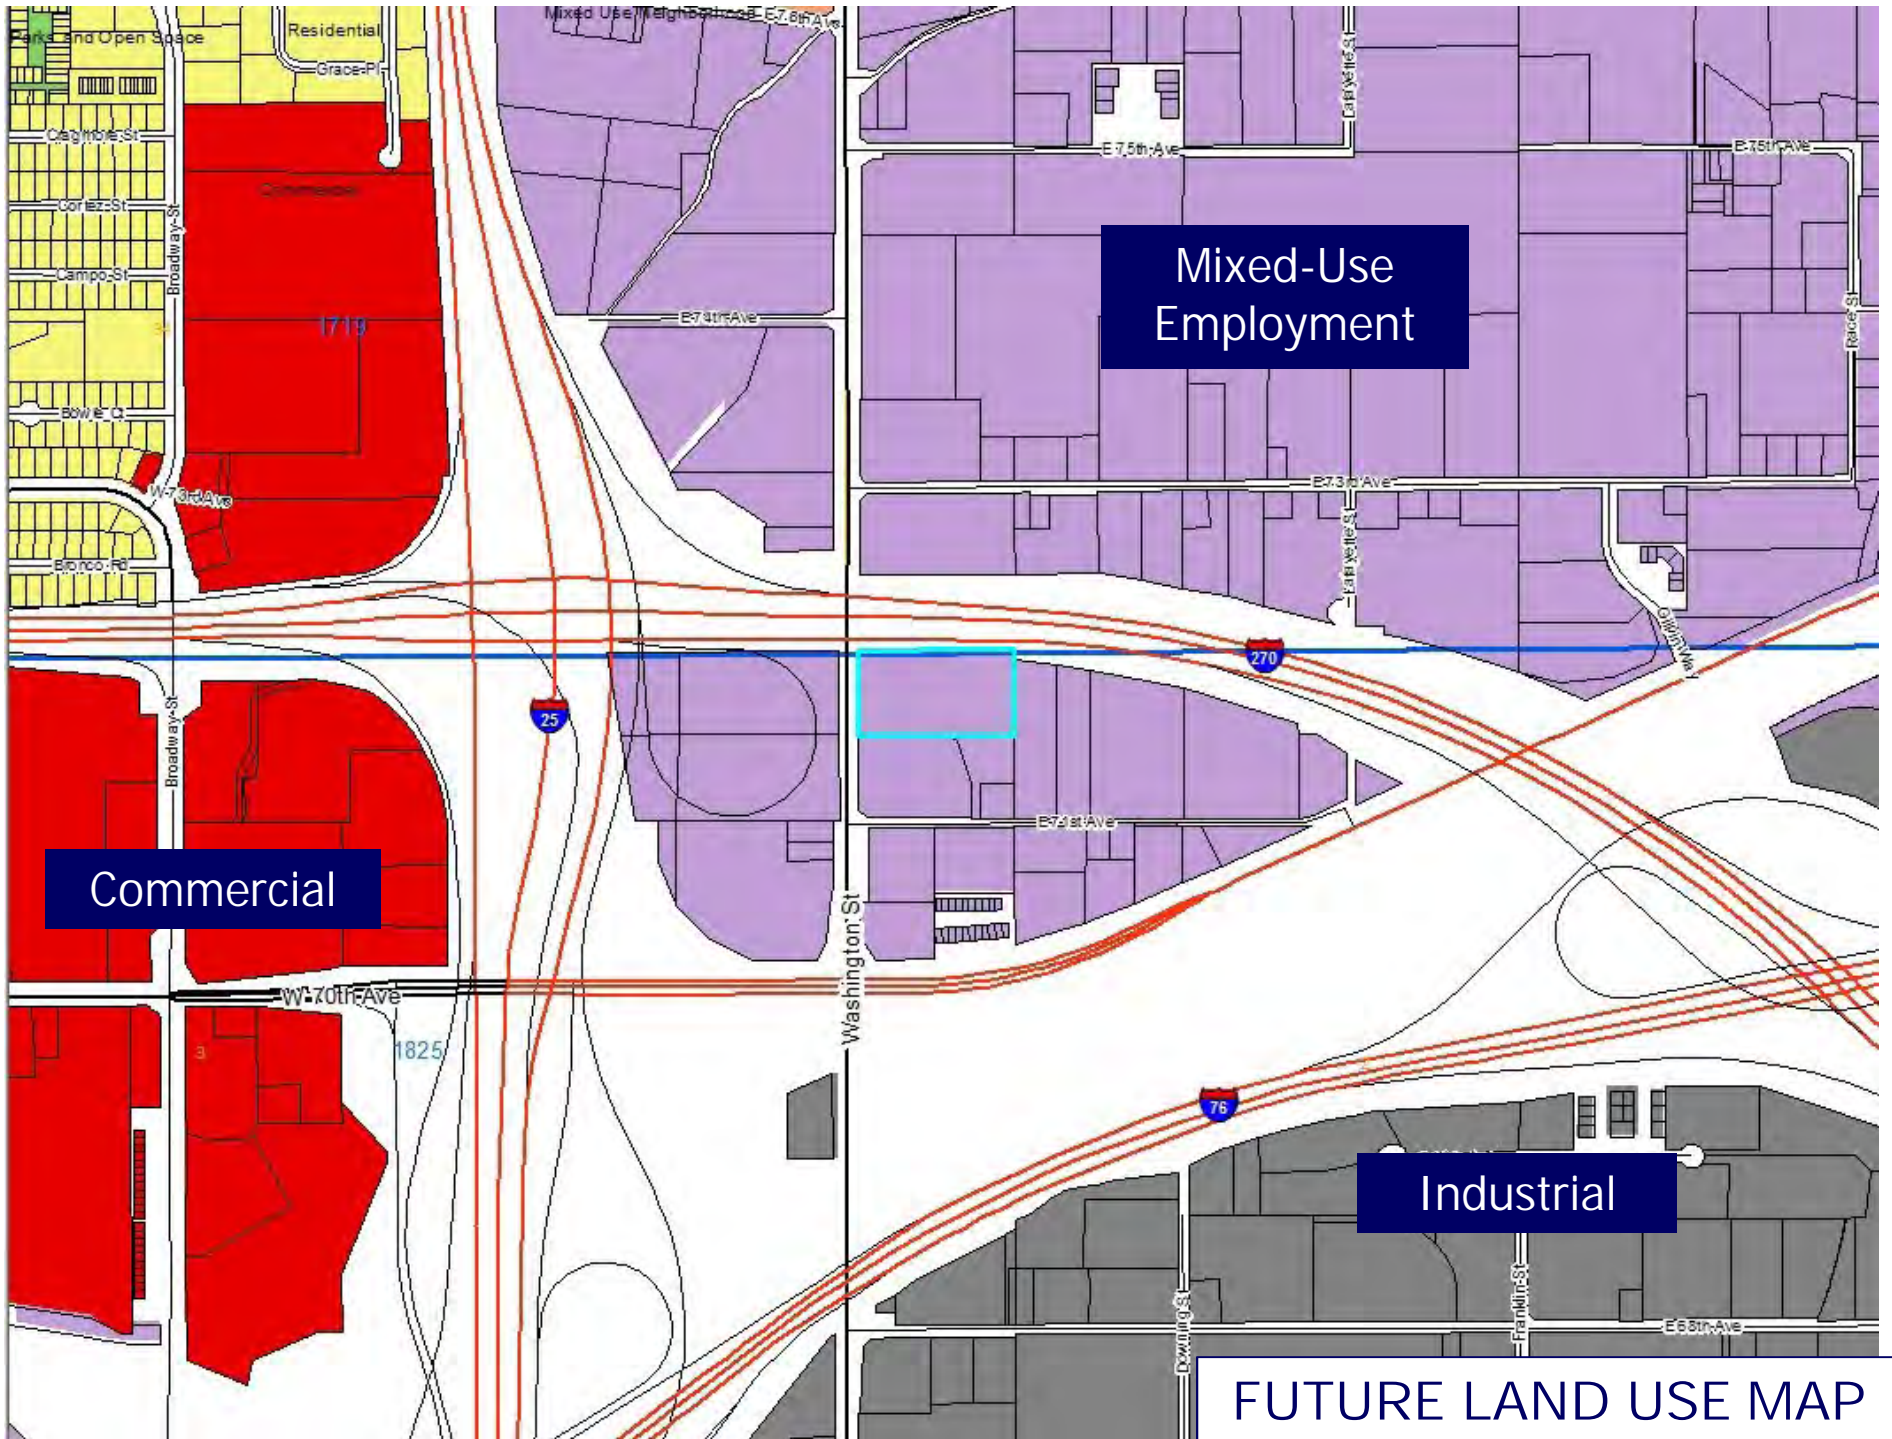 Parks and Open Space
Residential
Mixed Use Neighborhood
E 76th Ave
Grace Pl
Lafayette St
Cragmore St
E 75th Ave
E 75th Ave
Commercial
Cortez St
Broadway St
Campo St
Mixed-Use
Employment
1719
E 74th Ave
Race St
Bowie Ct
W 73rd Ave
E 73rd Ave
Lafayette St
Bronco Rd
Gilpin Way
270
25
Broadway St
E 71st Ave
Commercial
Washington St
W 70th Ave
3
1825
76
Industrial
Downing St
Franklin St
E 68th Ave
FUTURE LAND USE MAP